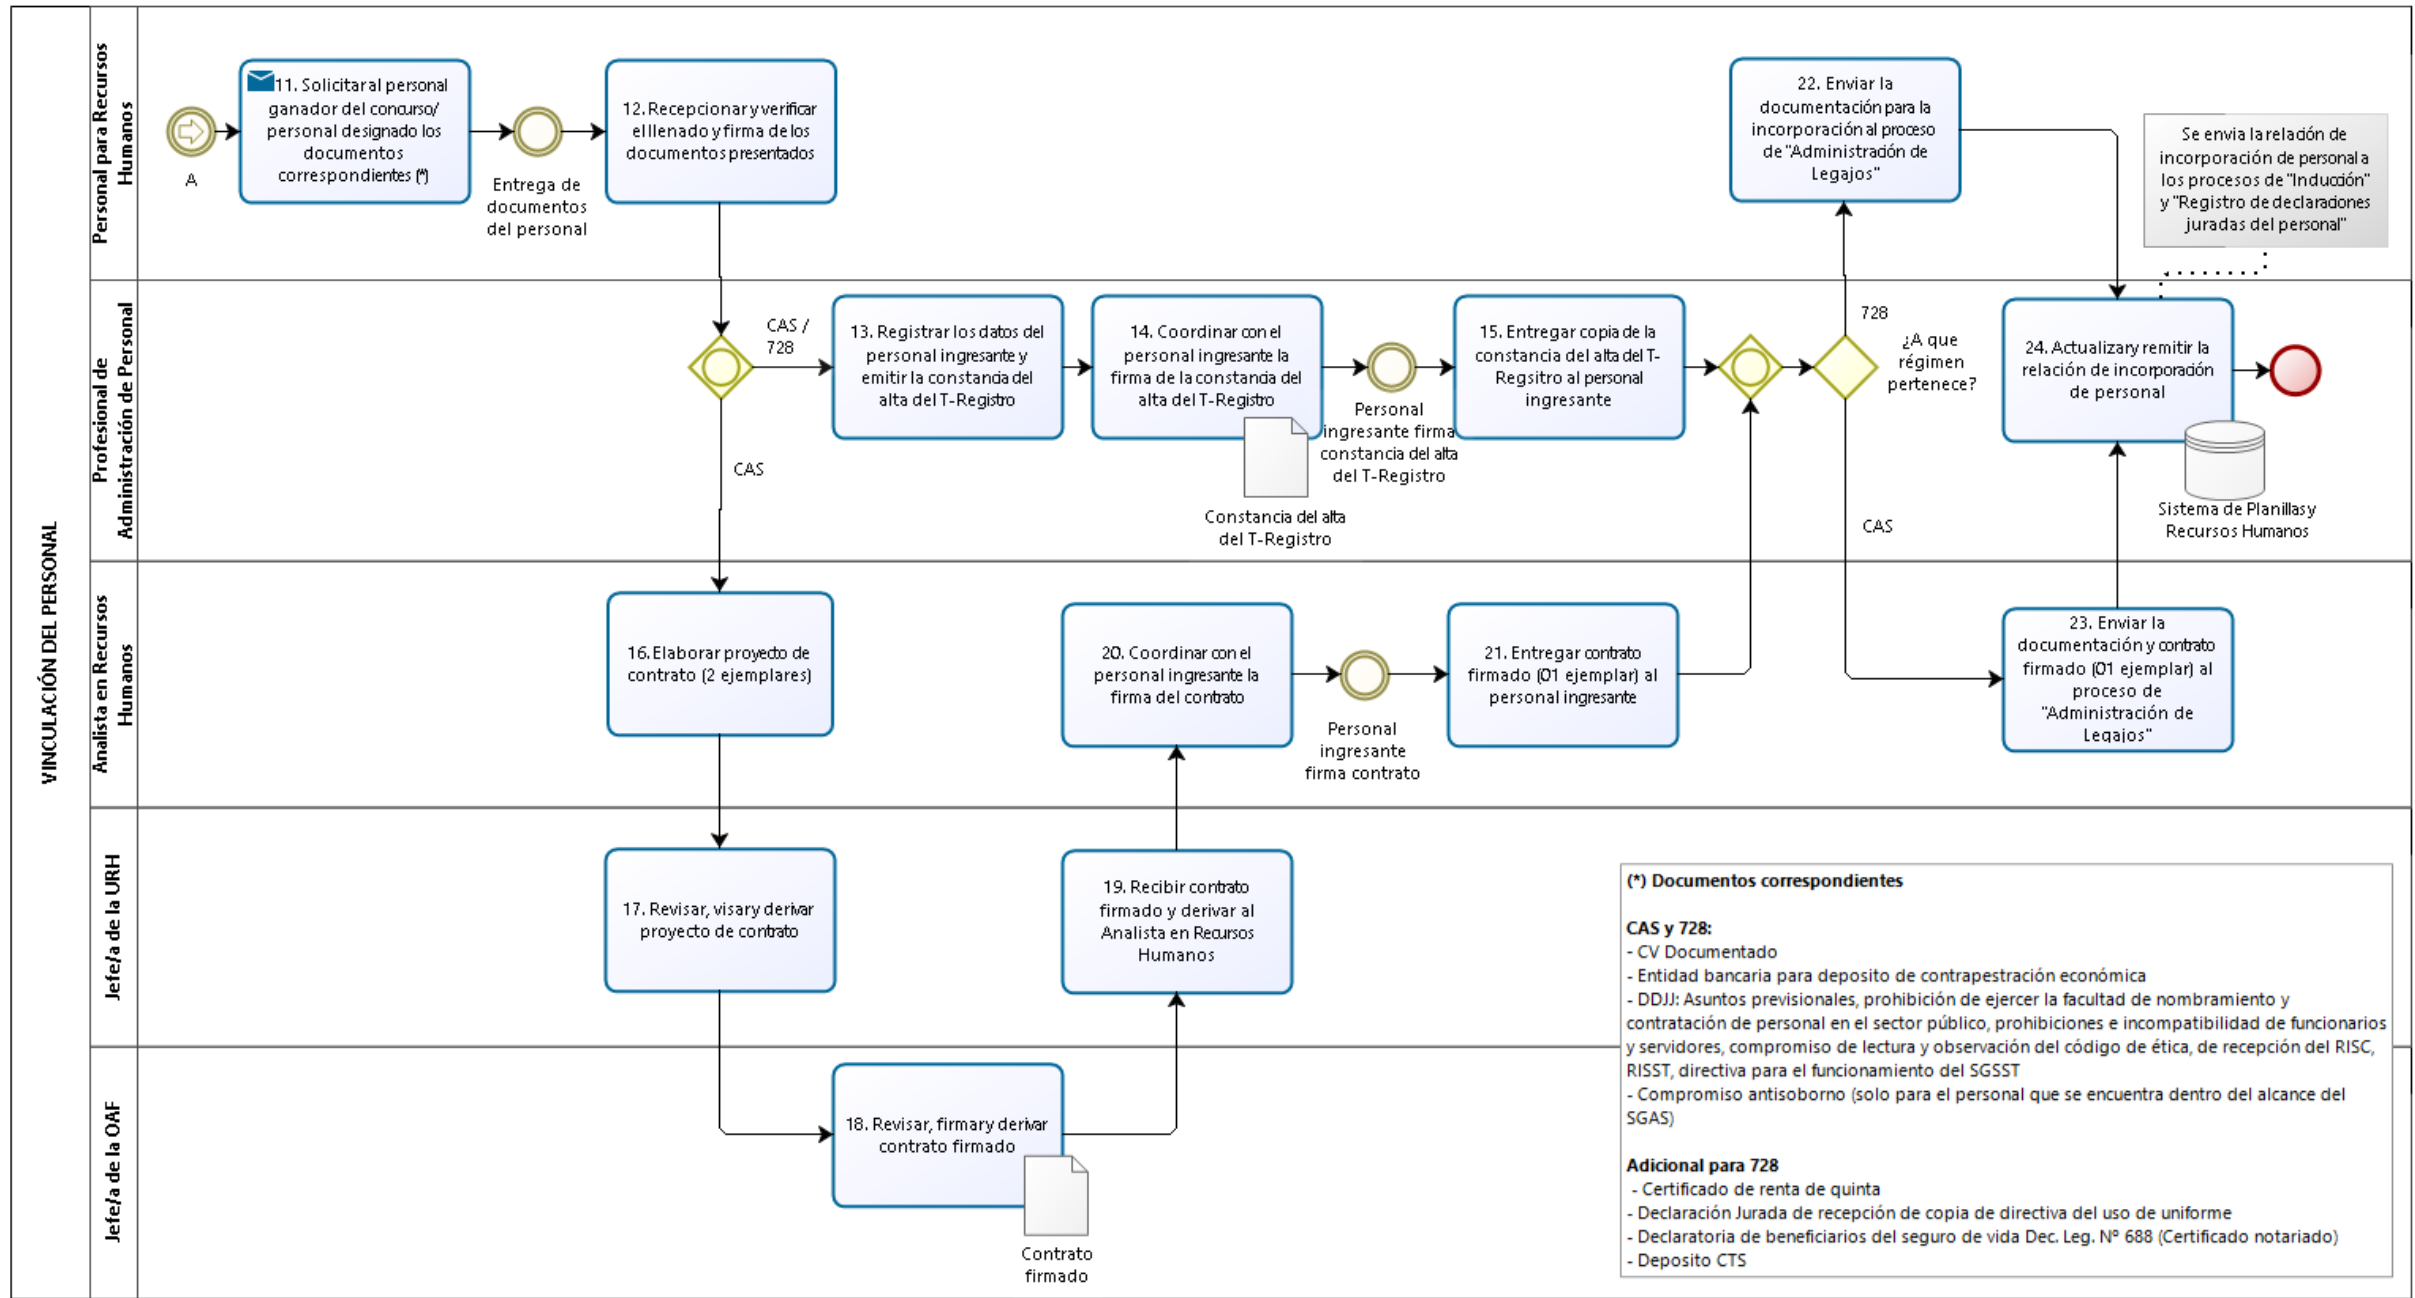 VINCULACIÓN DEL PERSONAL
Personal para Recursos
Humanos
A
11. Solicitar al personal
ganador del concurso/
personal designado los
documentos
correspondientes (*)
Entrega de
documentos
del personal
12. Recepcionar y verificar
el llenado y firma de los
documentos presentados
22. Enviar la
documentación para la
incorporación al proceso
de "Administración de
Legajos"
Se envia la relación de
incorporación de personal a
los procesos de "Inducción"
y "Registro de declaraciones
juradas del personal"
Profesional de
Administración de Personal
CAS /
728
CAS
13. Registrar los datos del
personal ingresante y
emitir la constancia del
alta del T-Registro
14. Coordinar con el
personal ingresante la
firma de la constancia del
alta del T-Registro
Constancia del alta
del T-Registro
Personal
ingresante firma
constancia del alta
del T-Registro
15. Entregar copia de la
constancia del alta del T-
Regsitro al personal
ingresante
728
¿A que
régimen
pertenece?
CAS
24. Actualizar y remitir la
relación de incorporación
de personal
Sistema de Planillas y
Recursos Humanos
Analista en Recursos
Humanos
16. Elaborar proyecto de
contrato (2 ejemplares)
20. Coordinar con el
personal ingresante la
firma del contrato
Personal
ingresante
firma contrato
21. Entregar contrato
firmado (01 ejemplar) al
personal ingresante
23. Enviar la
documentación y contrato
firmado (01 ejemplar) al
proceso de
"Administración de
Legajos"
Jefe/a de la URH
17. Revisar, visar y derivar
proyecto de contrato
19. Recibir contrato
firmado y derivar al
Analista en Recursos
Humanos
Jefe/a de la OAF
18. Revisar, firmar y derivar
contrato firmado
Contrato
firmado
(*) Documentos correspondientes
CAS y 728:
- CV Documentado
- Entidad bancaria para deposito de contrapestración económica
- DDJJ: Asuntos previsionales, prohibición de ejercer la facultad de nombramiento y
contratación de personal en el sector público, prohibiciones e incompatibilidad de funcionarios
y servidores, compromiso de lectura y observación del código de ética, de recepción del RISC,
RISST, directiva para el funcionamiento del SGSST
- Compromiso antisoborno (solo para el personal que se encuentra dentro del alcance del
SGAS)
Adicional para 728
- Certificado de renta de quinta
- Declaración Jurada de recepción de copia de directiva del uso de uniforme
- Declaratoria de beneficiarios del seguro de vida Dec. Leg. Nº 688 (Certificado notariado)
- Deposito CTS